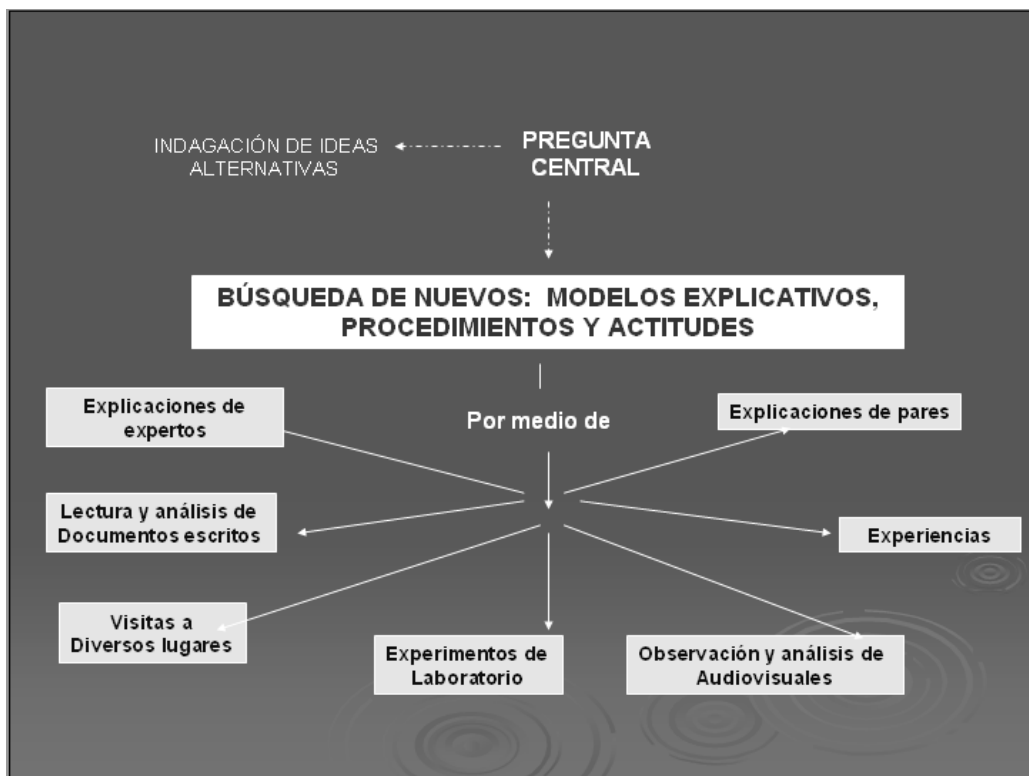 INDAGACIÓN DE IDEAS
ALTERNATIVAS
PREGUNTA
CENTRAL
BÚSQUEDA DE NUEVOS: MODELOS EXPLICATIVOS,
PROCEDIMIENTOS Y ACTITUDES
Explicaciones de
expertos
Por medio de
Explicaciones de pares
Lectura y análisis de
Documentos escritos
Experiencias
Visitas a
Diversos lugares
Experimentos de
Laboratorio
Observación y análisis de
Audiovisuales